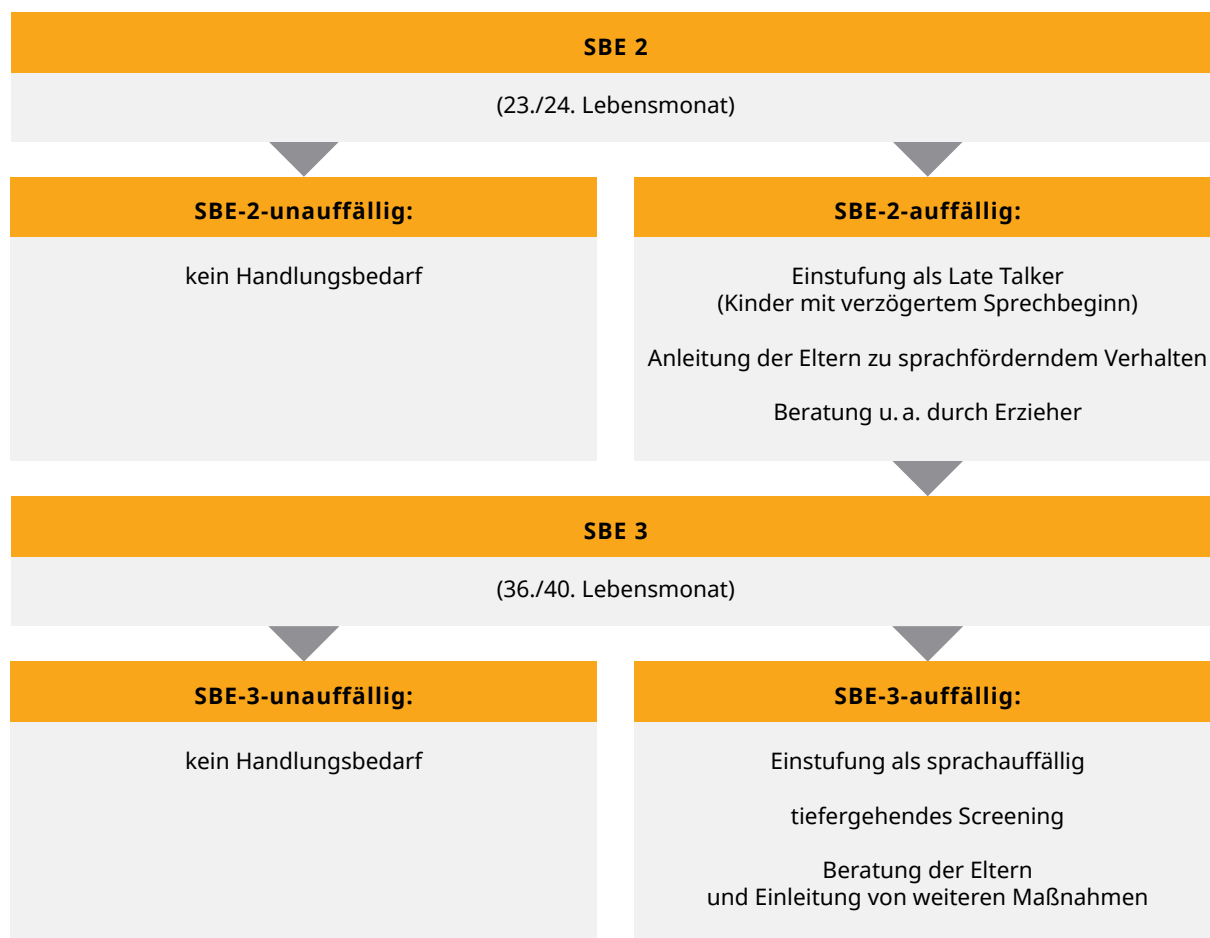 SBE 2
(23./24. Lebensmonat)
SBE-2-unauffällig:
kein Handlungsbedarf
SBE-2-auffällig:
Einstufung als Late Talker
(Kinder mit verzögertem Sprechbeginn)
Anleitung der Eltern zu sprachförderndem Verhalten
Beratung u. a. durch Erzieher
SBE 3
(36./40. Lebensmonat)
SBE-3-unauffällig:
kein Handlungsbedarf
SBE-3-auffällig:
Einstufung als sprachauffällig
tiefergehendes Screening
Beratung der Eltern
und Einleitung von weiteren Maßnahmen